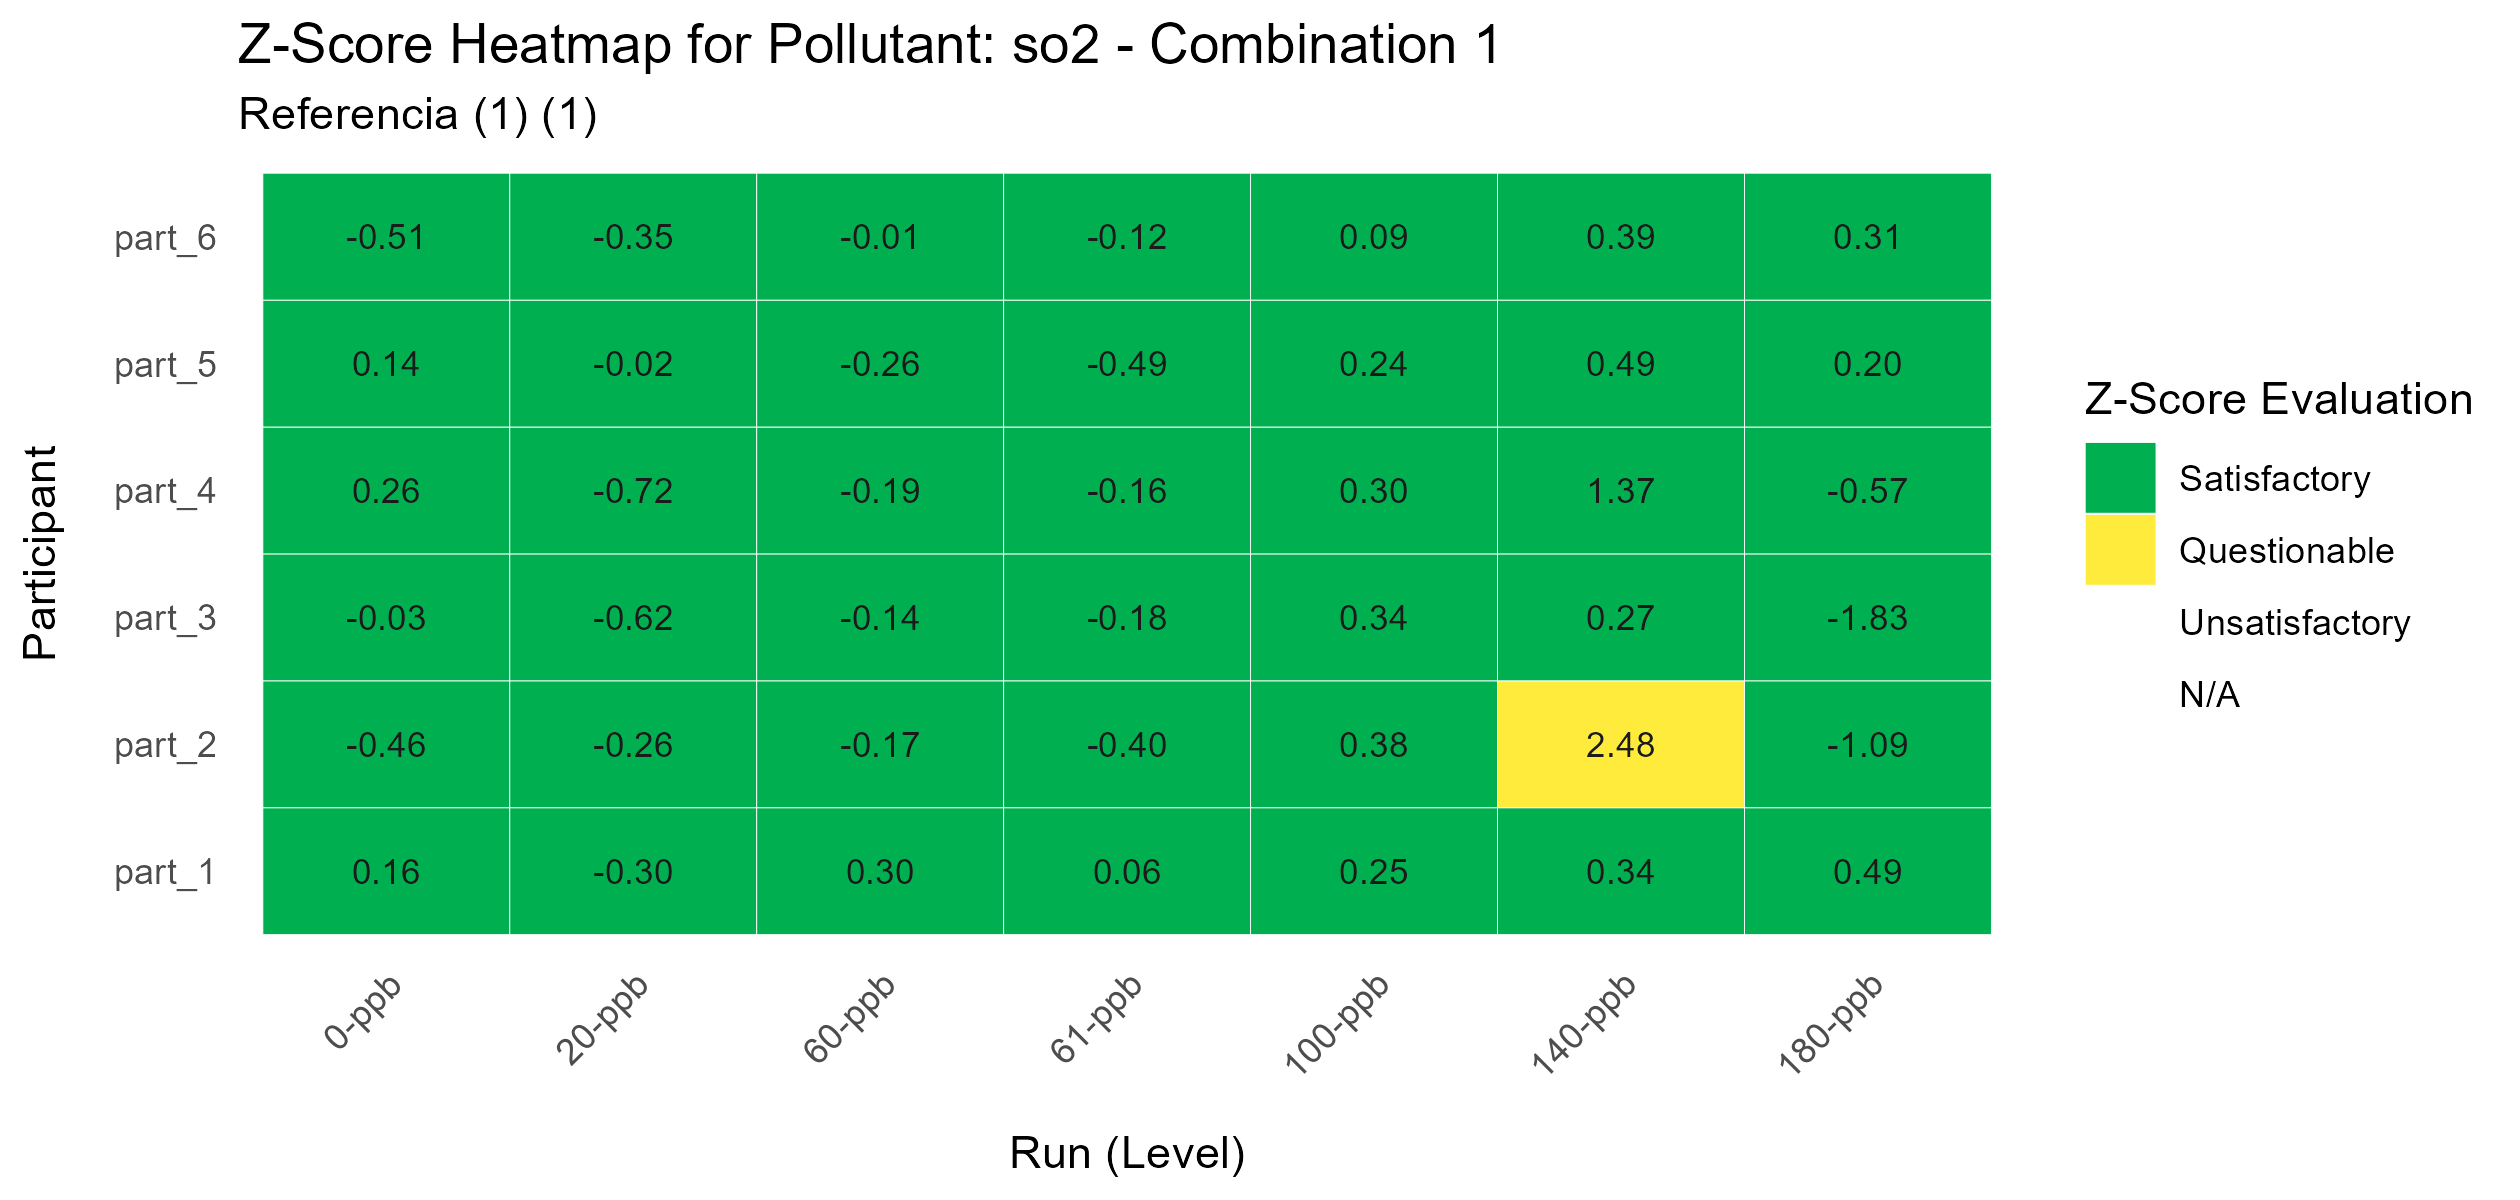 Z-Score Heatmap for Pollutant: so2 - Combination 1
Referencia (1) (1)
Participant
part_6 -0.51 -0.35 -0.01 -0.12 0.09 0.39 0.31
part_5 0.14 -0.02 -0.26 -0.49 0.24 0.49 0.20
part_4 0.26 -0.72 -0.19 -0.16 0.30 1.37 -0.57
part_3 -0.03 -0.62 -0.14 -0.18 0.34 0.27 -1.83
part_2 -0.46 -0.26 -0.17 -0.40 0.38 2.48 -1.09
part_1 0.16 -0.30 0.30 0.06 0.25 0.34 0.49
0-ppb 20-ppb 60-ppb 61-ppb 100-ppb 140-ppb 180-ppb
Run (Level)
Z-Score Evaluation
Satisfactory
Questionable
Unsatisfactory
N/A